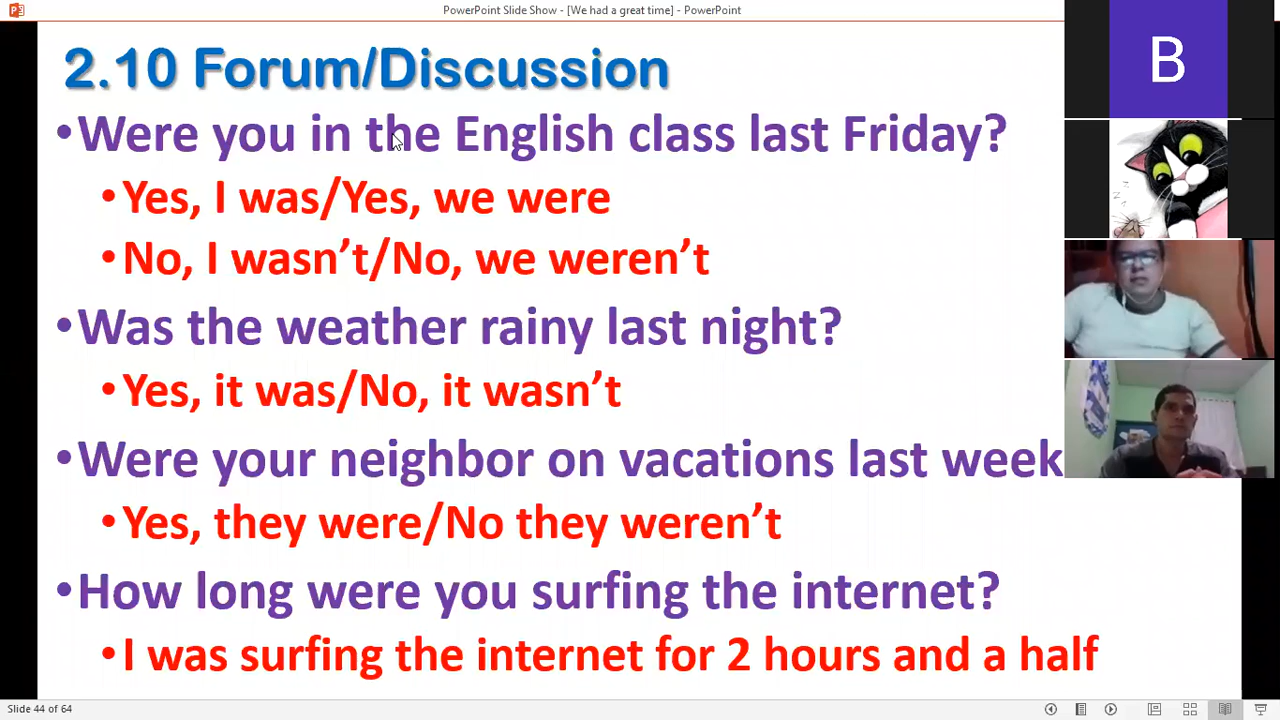 PowerPoint Slide Show - [We had a great time] - PowerPoint
2.10 Forum/Discussion
•Were you in the English class last Friday?
•Yes, I was/Yes, we were
•No, I wasn’t/No, we weren’t
•Was the weather rainy last night?
•Yes, it was/No, it wasn’t
•Were your neighbor on vacations last week
•Yes, they were/No they weren’t
•How long were you surfing the internet?
•I was surfing the internet for 2 hours and a half
B
Slide 44 of 64